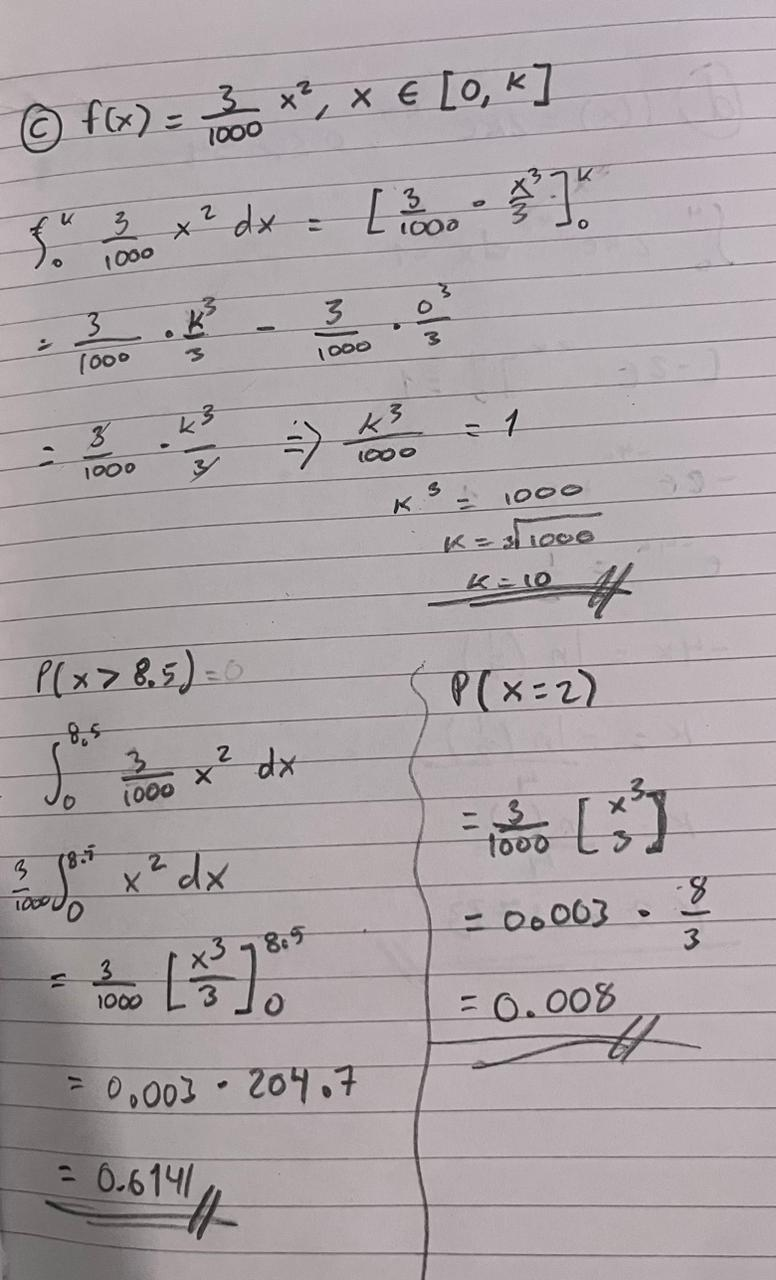 (c) f(x) = 3/1000 x², x ∈ [0, k]
∫₀ᵏ 3/1000 x² dx = [3/1000 · x³/3]₀ᵏ
= 3/1000 · k³/3 − 3/1000 · 0³/3
= 3/1000 · k³/3 ⇒ k³/1000 = 1
k³ = 1000
k = ³√1000
k = 10
P(x > 8.5) = 0
∫₀^8.5 3/1000 x² dx
3/1000 ∫₀^8.5 x² dx
= 3/1000 [x³/3]₀^8.5
= 0.003 · 204.7
= 0.6141
P(x = 2)
= 3/1000 [x³/3]
= 0.003 · 8/3
= 0.008